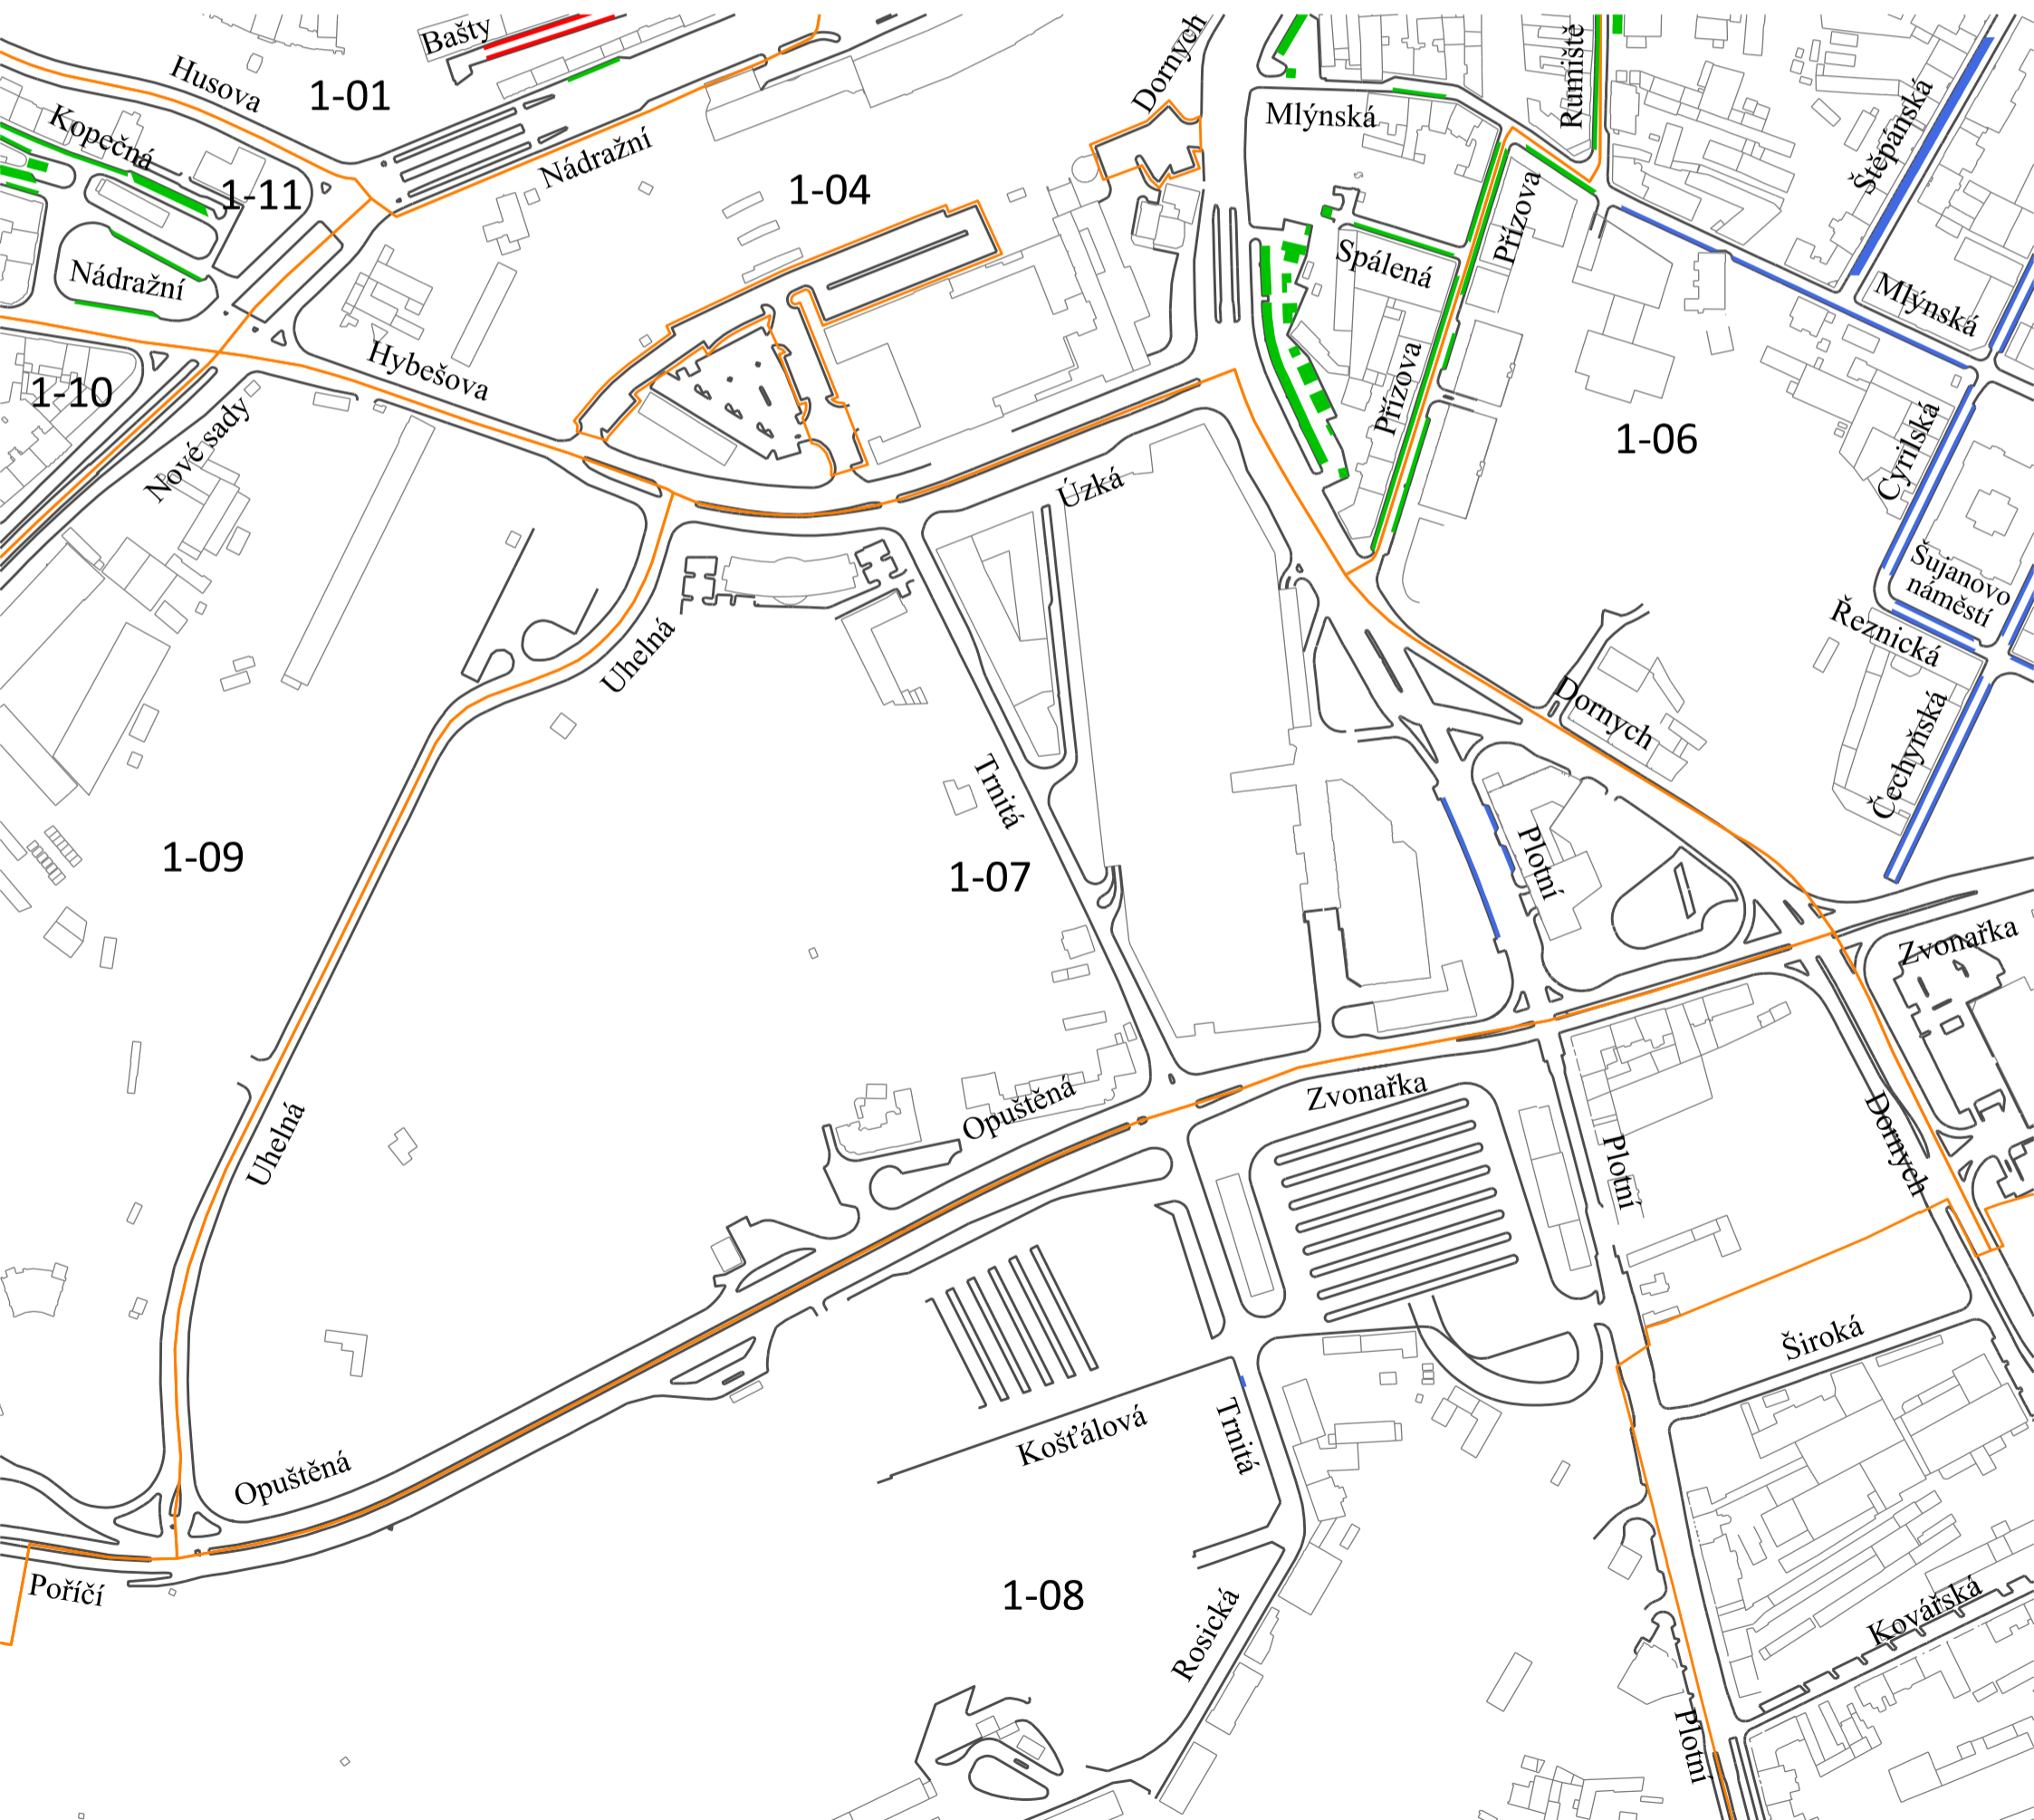 Bašty
Dornych
Rumiště
Husova
1-01
Mlýnská
Štěpánská
Kopečná
Nádražní
1-11
1-04
Přízova
Spálená
Nádražní
Mlýnská
Hybešova
1-10
Přízova
1-06
Cyrilská
Nové sady
Úzká
Šujanovo
náměstí
Řeznická
Uhelná
Dornych
Čechyňská
Trnitá
Plotní
1-09
1-07
Zvonařka
Zvonařka
Opuštěná
Uhelná
Plotní
Dornych
Široká
Košťálová
Trnitá
Opuštěná
Poříčí
1-08
Rosická
Kovářská
Plotní